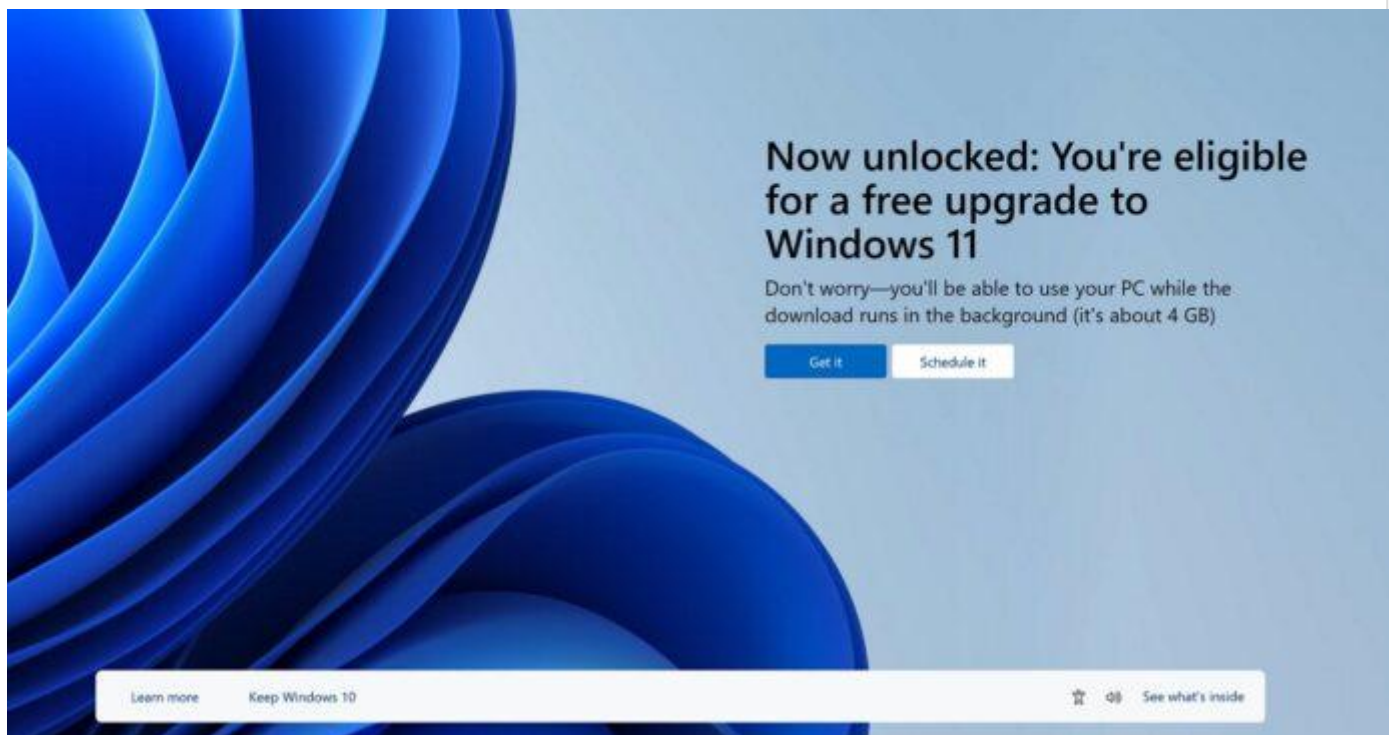 Now unlocked: You're eligible
for a free upgrade to
Windows 11
Don't worry—you'll be able to use your PC while the
download runs in the background (it's about 4 GB)
Get it
Schedule it
Learn more
Keep Windows 10
See what's inside